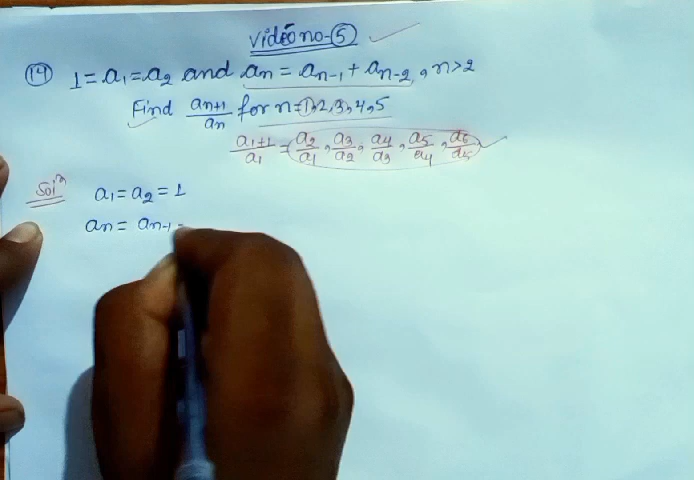 Video no-5
14 1 = a1 = a2 and an = an-1 + an-2, n>2
Find an+1/an for n=1,2,3,4,5
a1+1/a1 = a2/a1, a3/a2, a4/a3, a5/a4, a6/a5
Soln a1 = a2 = 1
an = an-1